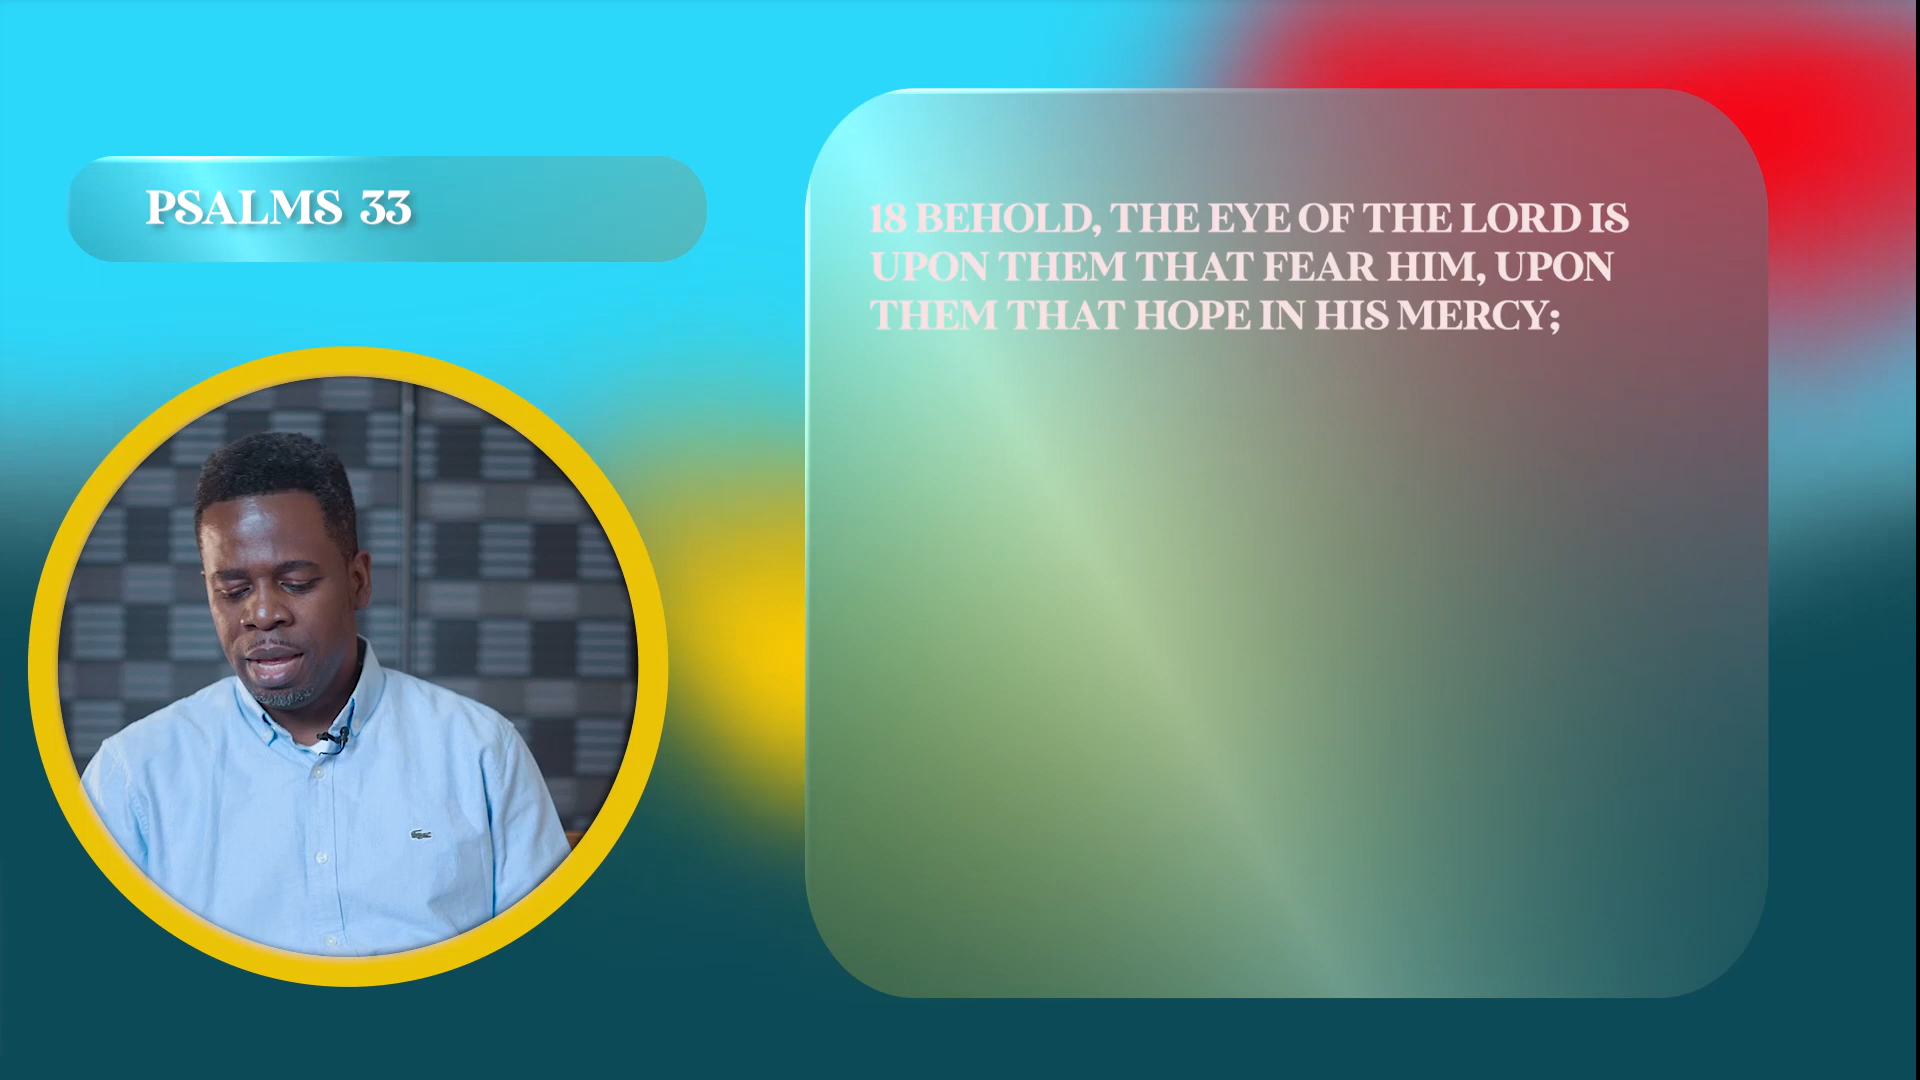 PSALMS 33
18 BEHOLD, THE EYE OF THE LORD IS
UPON THEM THAT FEAR HIM, UPON
THEM THAT HOPE IN HIS MERCY;